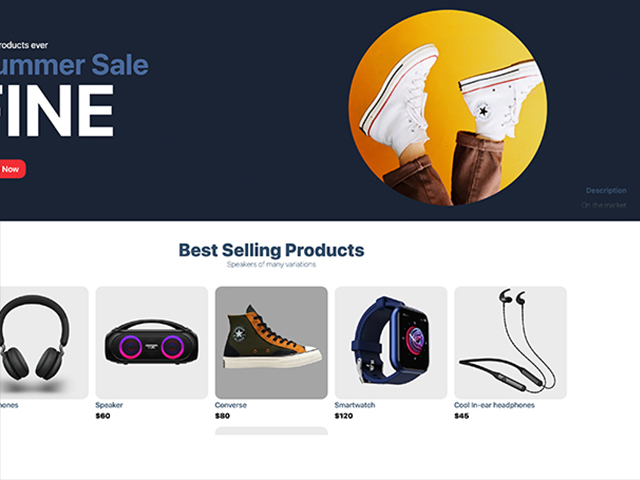 roducts ever
ummer Sale
FINE
Now
Description
On the market
Best Selling Products
Speakers of many variations
hones
Speaker
$60
Converse
$80
Smartwatch
$120
Cool In-ear headphones
$45